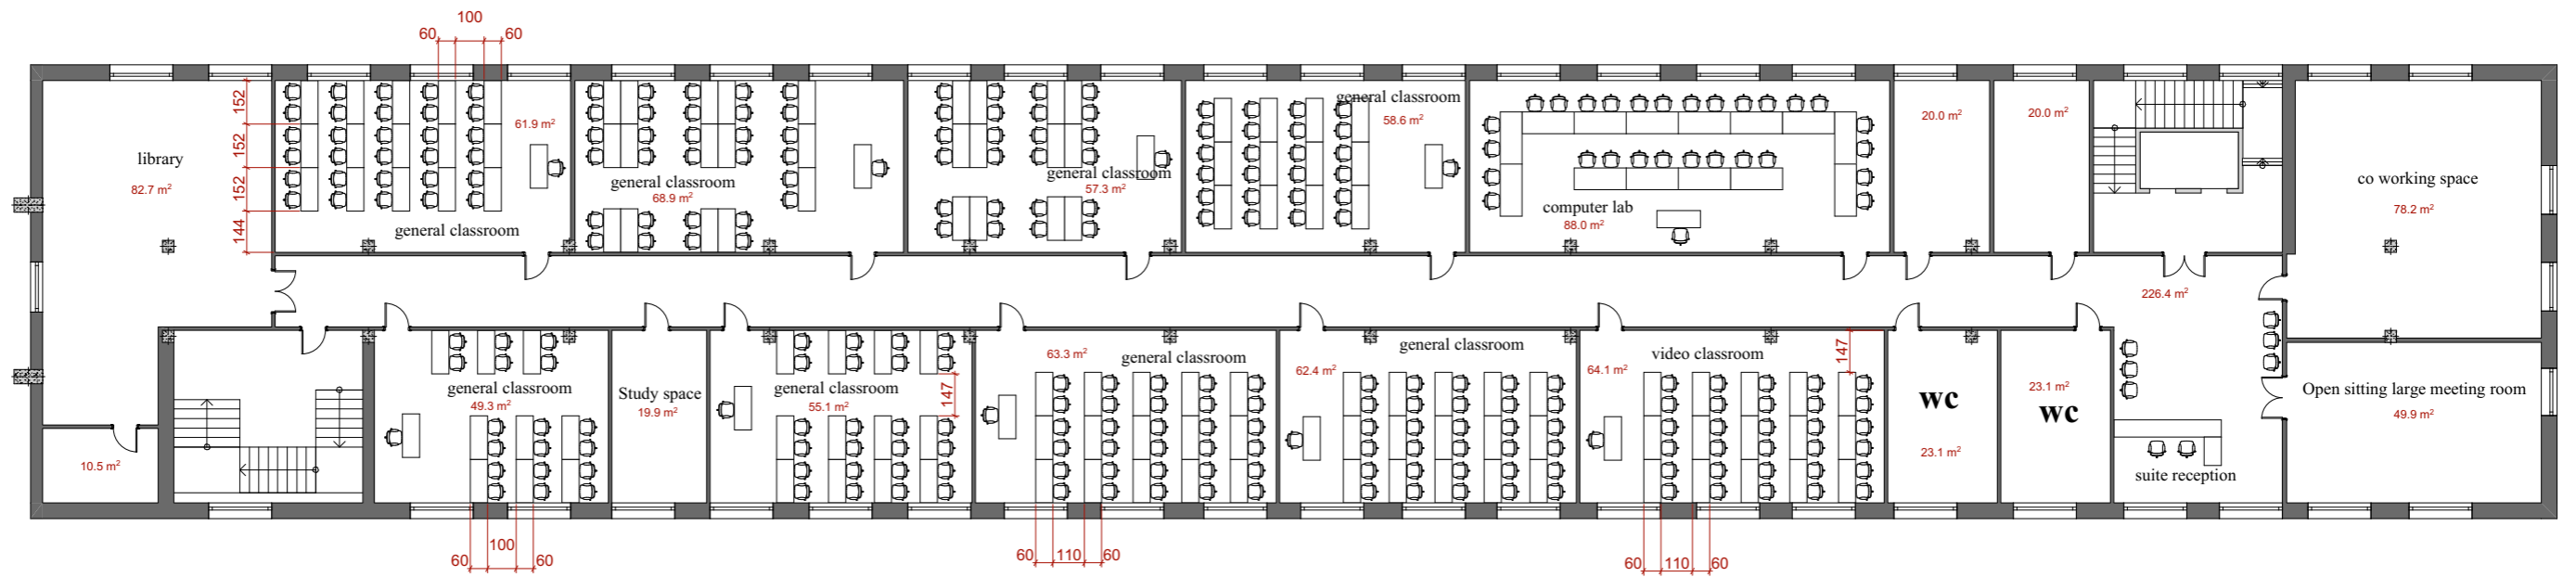 100
60 60
152
152
152
144
library
82.7 m²
61.9 m²
general classroom
general classroom
68.9 m²
general classroom
57.3 m²
general classroom
58.6 m²
computer lab
88.0 m²
20.0 m²
20.0 m²
co working space
78.2 m²
226.4 m²
10.5 m²
general classroom
49.3 m²
Study space
19.9 m²
general classroom
55.1 m²
147
63.3 m²
general classroom
62.4 m²
general classroom
64.1 m²
video classroom
147
wc
23.1 m²
23.1 m²
wc
suite reception
Open sitting large meeting room
49.9 m²
60 100 60
60 110 60
60 110 60